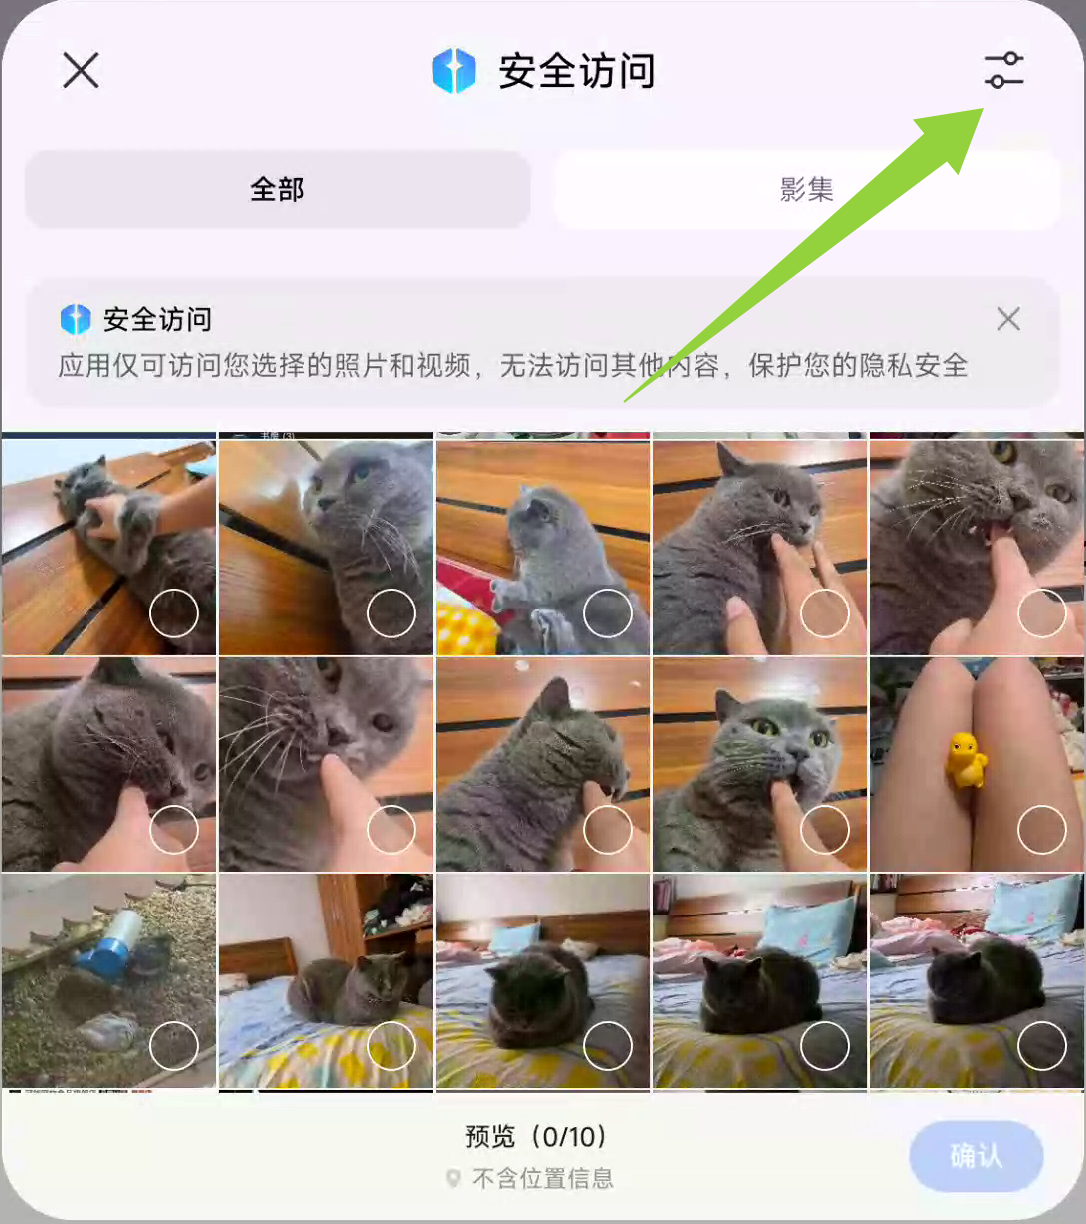 安全访问
全部
影集
安全访问
应用仅可访问您选择的照片和视频，无法访问其他内容，保护您的隐私安全
预览（0/10）
不含位置信息
确认